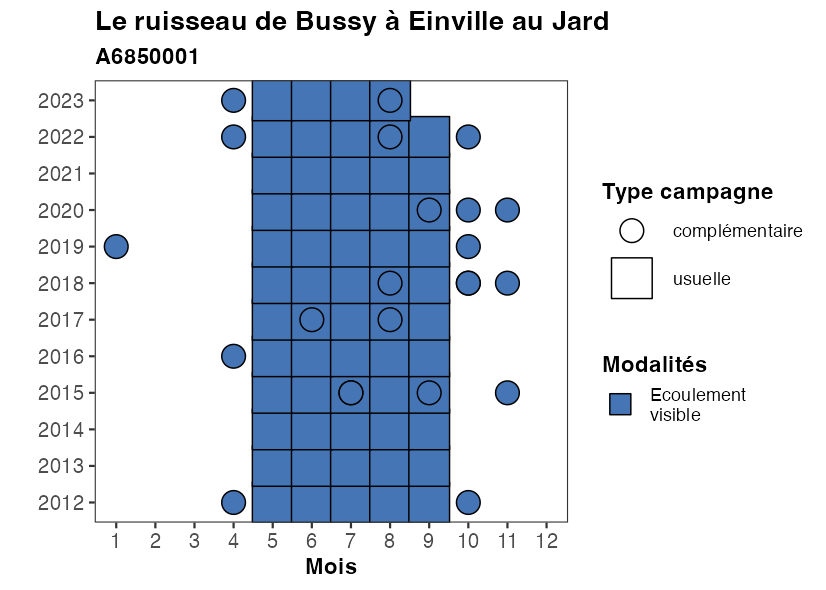 Le ruisseau de Bussy à Einville au Jard
A6850001
2023
2022
2021
2020
2019
2018
2017
2016
2015
2014
2013
2012
1 2 3 4 5 6 7 8 9 10 11 12
Mois
Type campagne
complémentaire
usuelle
Modalités
Ecoulement
visible